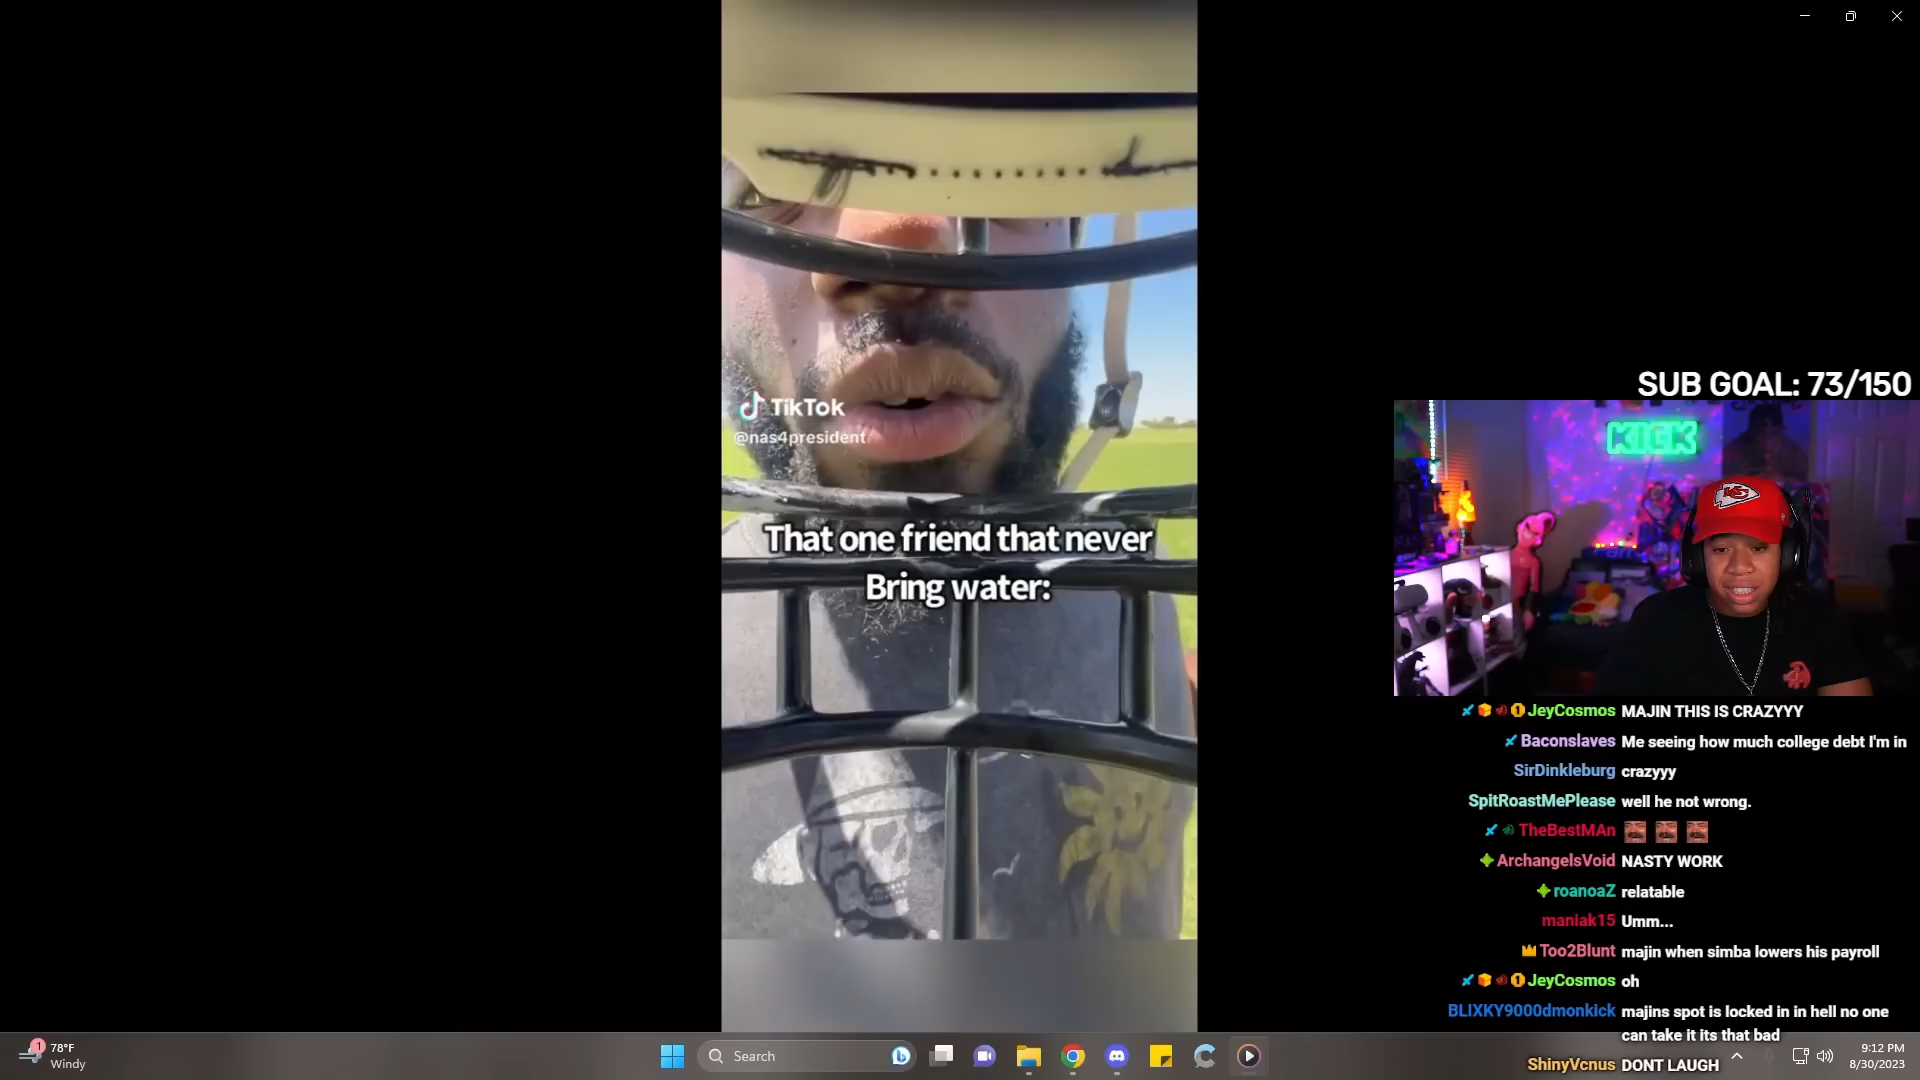 SUB GOAL: 73/150
TikTok
@nas4president
KICK
KC
That one friend that never
Bring water:
JeyCosmos MAJIN THIS IS CRAZYYY
Baconslaves Me seeing how much college debt I'm in
SirDinkleburg crazyyy
SpitRoastMePlease well he not wrong.
TheBestMAn
ArchangelsVoid NASTY WORK
roanoaZ relatable
maniak15 Umm...
Too2Blunt majin when simba lowers his payroll
JeyCosmos oh
BLIXKY9000dmonkick majins spot is locked in in hell no one
can take it its that bad
ShinyVcnus DONT LAUGH
1
78°F
Windy
Search
9:12 PM
8/30/2023